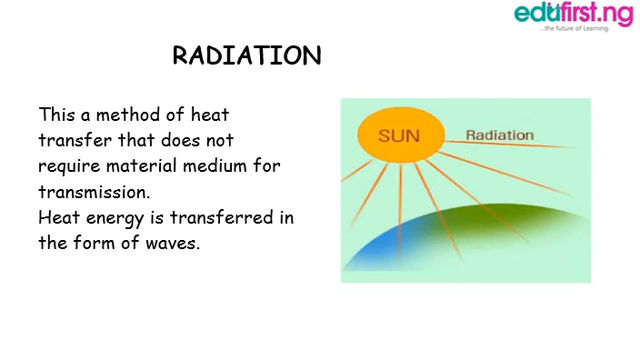 edufirst.ng
...the future of Learning
RADIATION
This a method of heat
transfer that does not
require material medium for
transmission.
Heat energy is transferred in
the form of waves.
SUN
Radiation